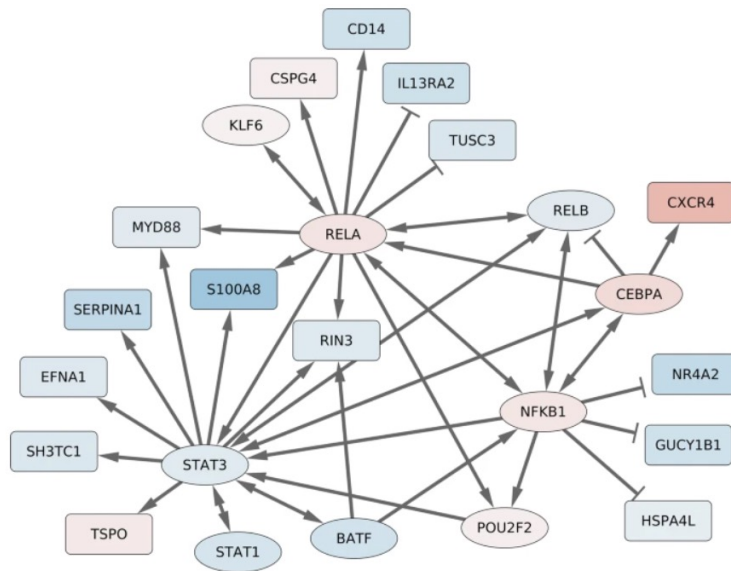 CD14
CSPG4
IL13RA2
KLF6
TUSC3
CXCR4
RELB
MYD88
RELA
S100A8
CEBPA
SERPINA1
RIN3
EFNA1
NR4A2
NFKB1
GUCY1B1
SH3TC1
STAT3
HSPA4L
TSPO
POU2F2
BATF
STAT1